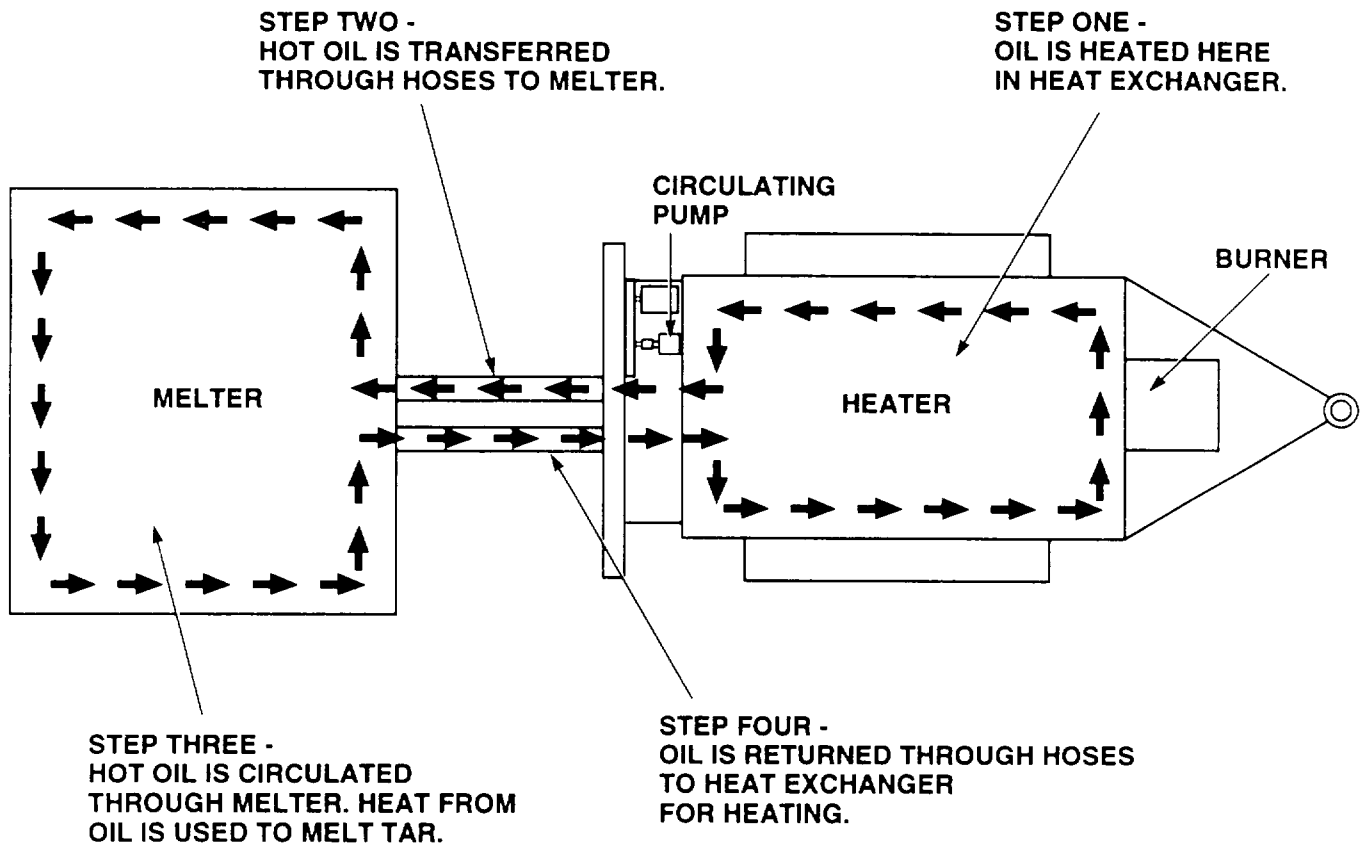 STEP TWO -
HOT OIL IS TRANSFERRED
THROUGH HOSES TO MELTER.
STEP ONE -
OIL IS HEATED HERE
IN HEAT EXCHANGER.
CIRCULATING
PUMP
BURNER
MELTER
HEATER
STEP THREE -
HOT OIL IS CIRCULATED
THROUGH MELTER. HEAT FROM
OIL IS USED TO MELT TAR.
STEP FOUR -
OIL IS RETURNED THROUGH HOSES
TO HEAT EXCHANGER
FOR HEATING.